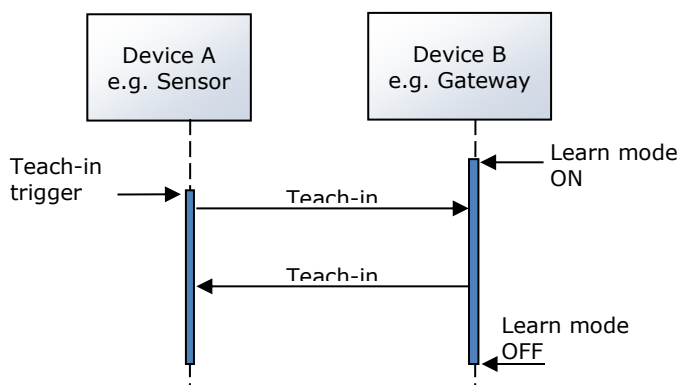 Device A
e.g. Sensor
Device B
e.g. Gateway
Teach-in
trigger
Learn mode
ON
Teach-in
Teach-in
Learn mode
OFF